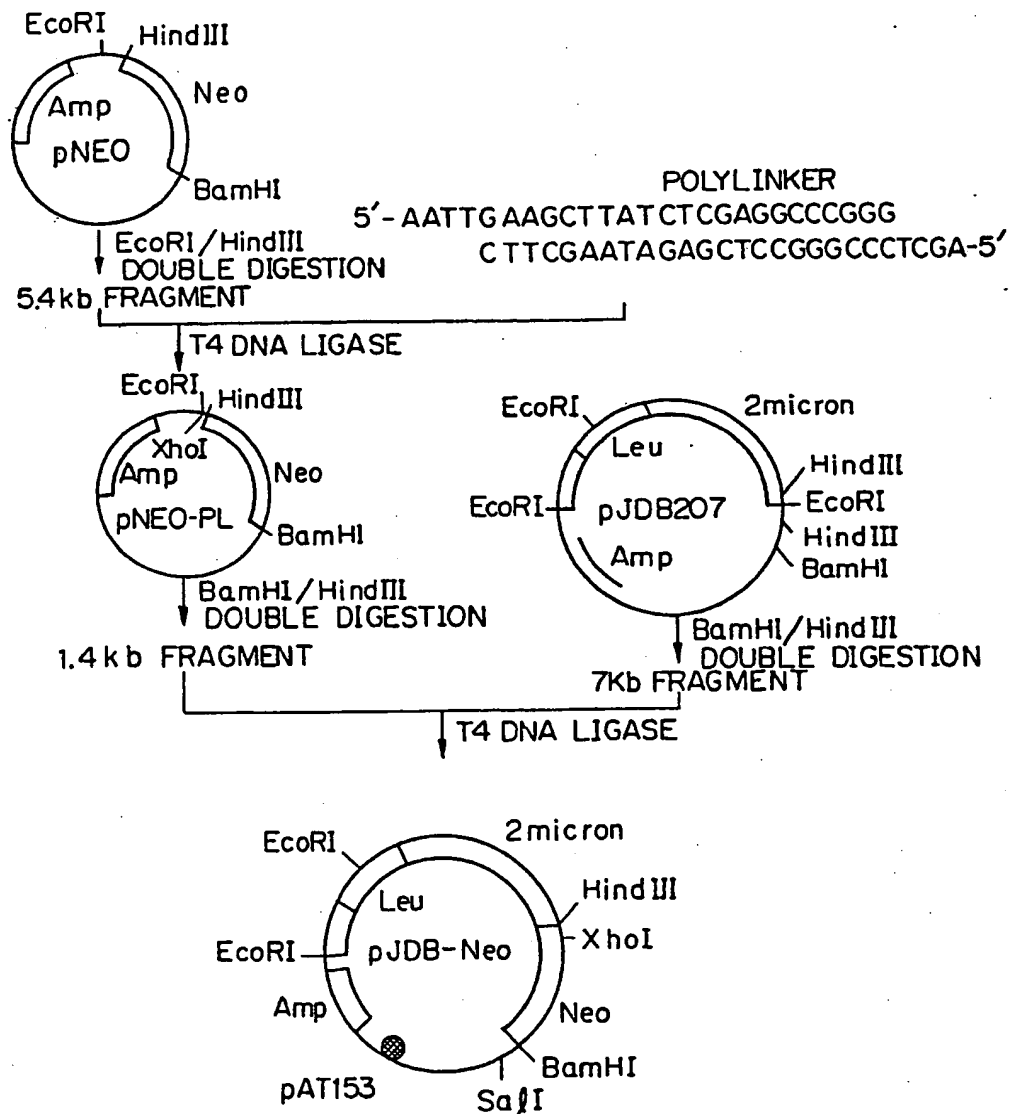 EcoRI
HindIII
Amp
Neo
pNEO
BamHI
EcoRI/HindIII
DOUBLE DIGESTION
5.4kb FRAGMENT
POLYLINKER
5′-AATTGAAGCTTATCTCGAGGCCCGGG
CTTCGAATAGAGCTCCGGGCCCTCGA-5′
T4 DNA LIGASE
EcoRI
HindIII
XhoI
Amp
Neo
pNEO-PL
BamHI
BamHI/HindIII
DOUBLE DIGESTION
1.4kb FRAGMENT
EcoRI
2micron
Leu
HindIII
EcoRI
pJDB207
EcoRI
HindIII
Amp
BamHI
BamHI/HindIII
DOUBLE DIGESTION
7Kb FRAGMENT
T4 DNA LIGASE
EcoRI
2micron
Leu
HindIII
XhoI
EcoRI
pJDB-Neo
Amp
Neo
BamHI
pAT153
SalI